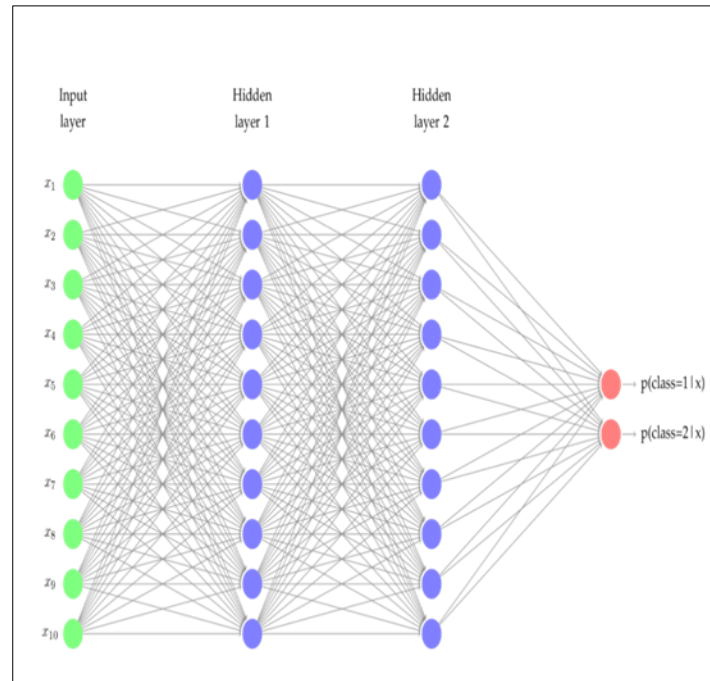 Input
layer
Hidden
layer 1
Hidden
layer 2
x1
x2
x3
x4
x5
x6
x7
x8
x9
x10
p(class=1|x)
p(class=2|x)